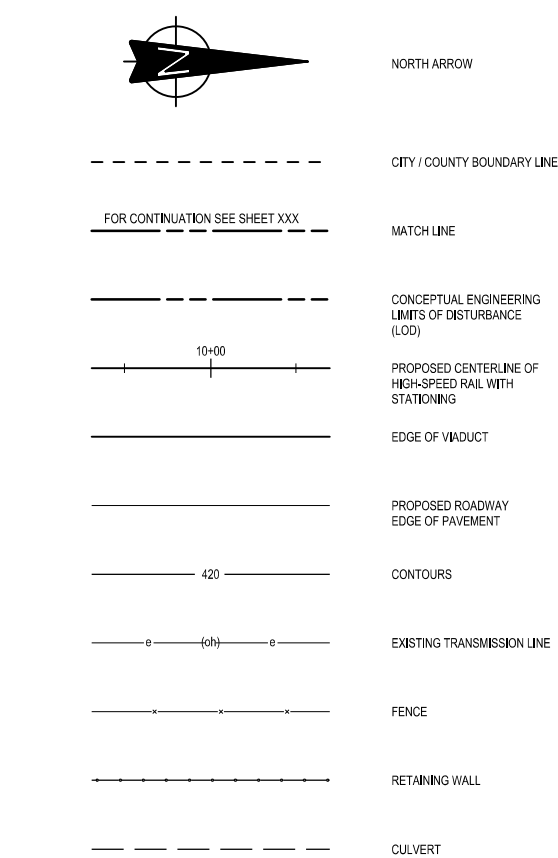 N
NORTH ARROW
CITY / COUNTY BOUNDARY LINE
FOR CONTINUATION SEE SHEET XXX
MATCH LINE
CONCEPTUAL ENGINEERING
LIMITS OF DISTURBANCE
(LOD)
10+00
PROPOSED CENTERLINE OF
HIGH-SPEED RAIL WITH
STATIONING
EDGE OF VIADUCT
PROPOSED ROADWAY
EDGE OF PAVEMENT
420
CONTOURS
e (oh) e
EXISTING TRANSMISSION LINE
x x x
FENCE
RETAINING WALL
CULVERT